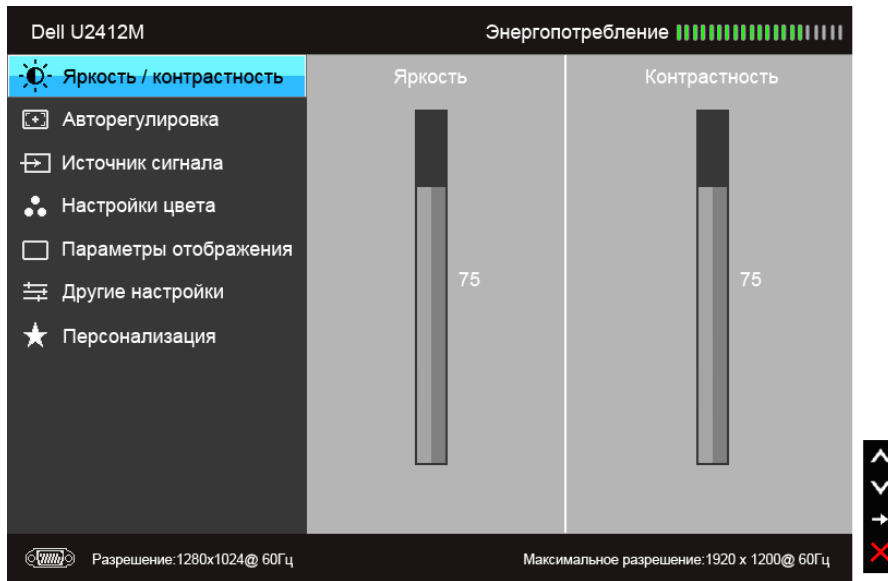 Dell U2412M
Энергопотребление
Яркость / контрастность
Авторегулировка
Источник сигнала
Настройки цвета
Параметры отображения
Другие настройки
Персонализация
Яркость
Контрастность
75
75
Разрешение:1280x1024@ 60Гц
Максимальное разрешение:1920 x 1200@ 60Гц